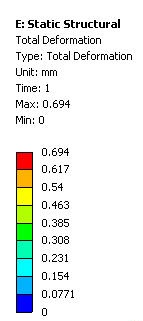 E: Static Structural
Total Deformation
Type: Total Deformation
Unit: mm
Time: 1
Max: 0.694
Min: 0
0.694
0.617
0.54
0.463
0.385
0.308
0.231
0.154
0.0771
0